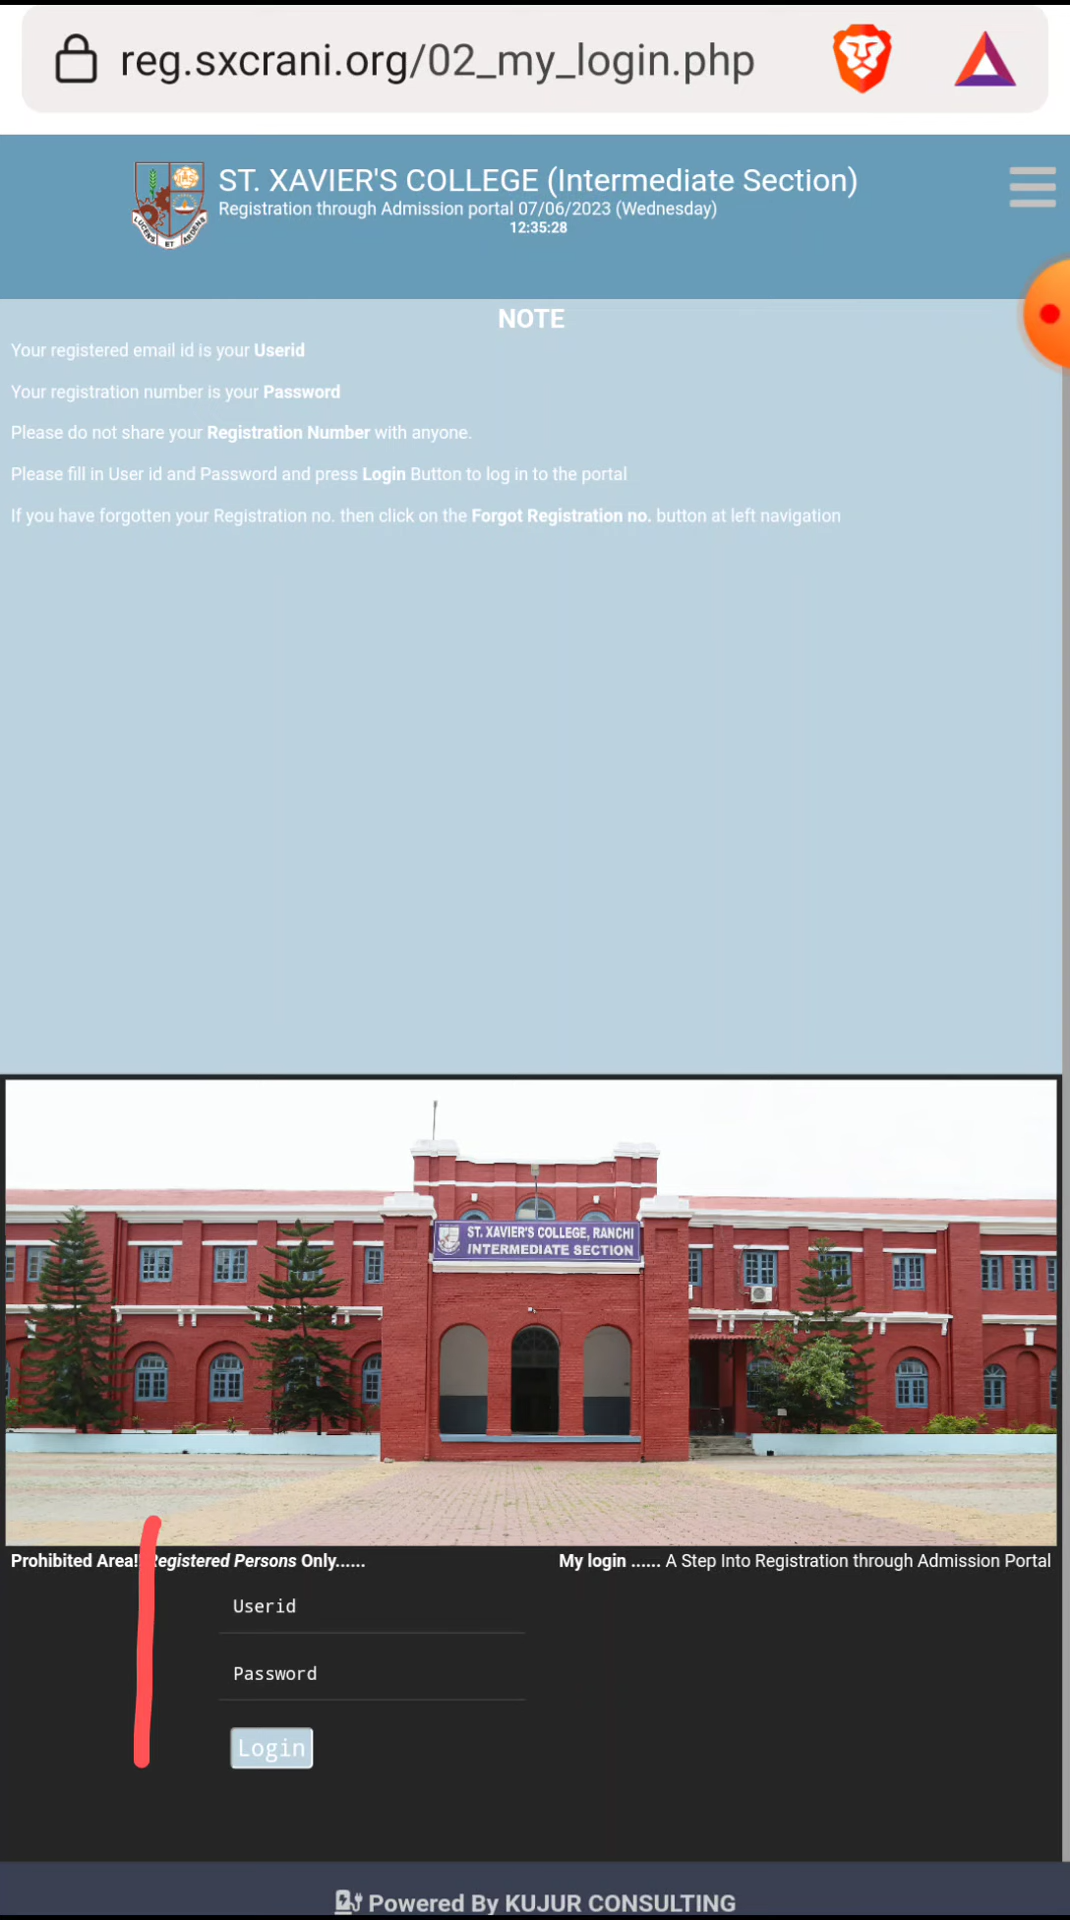 reg.sxcrani.org/02_my_login.php
ST. XAVIER'S COLLEGE (Intermediate Section)
Registration through Admission portal 07/06/2023 (Wednesday)
12:35:28
LUCENS ET ARDENS
NOTE
Your registered email id is your Userid
Your registration number is your Password
Please do not share your Registration Number with anyone.
Please fill in User id and Password and press Login Button to log in to the portal
If you have forgotten your Registration no. then click on the Forgot Registration no. button at left navigation
ST. XAVIER'S COLLEGE, RANCHI
INTERMEDIATE SECTION
Prohibited Area!! Registered Persons Only......
My login ...... A Step Into Registration through Admission Portal
Userid
Password
Login
Powered By KUJUR CONSULTING